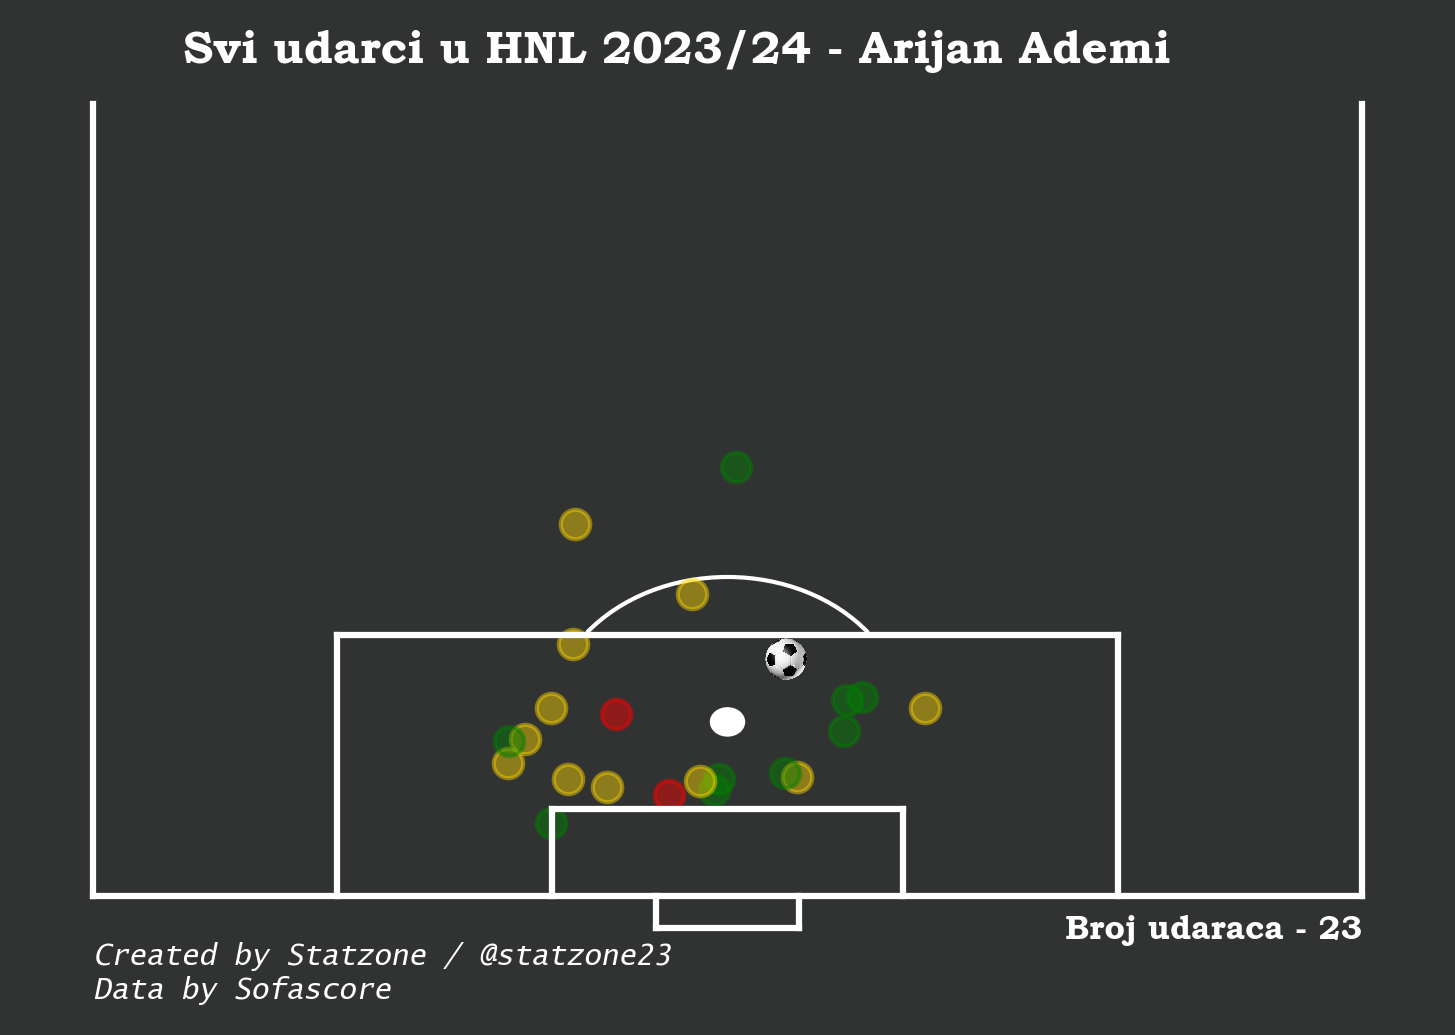 Svi udarci u HNL 2023/24 - Arijan Ademi
Broj udaraca - 23
Created by Statzone / @statzone23
Data by Sofascore